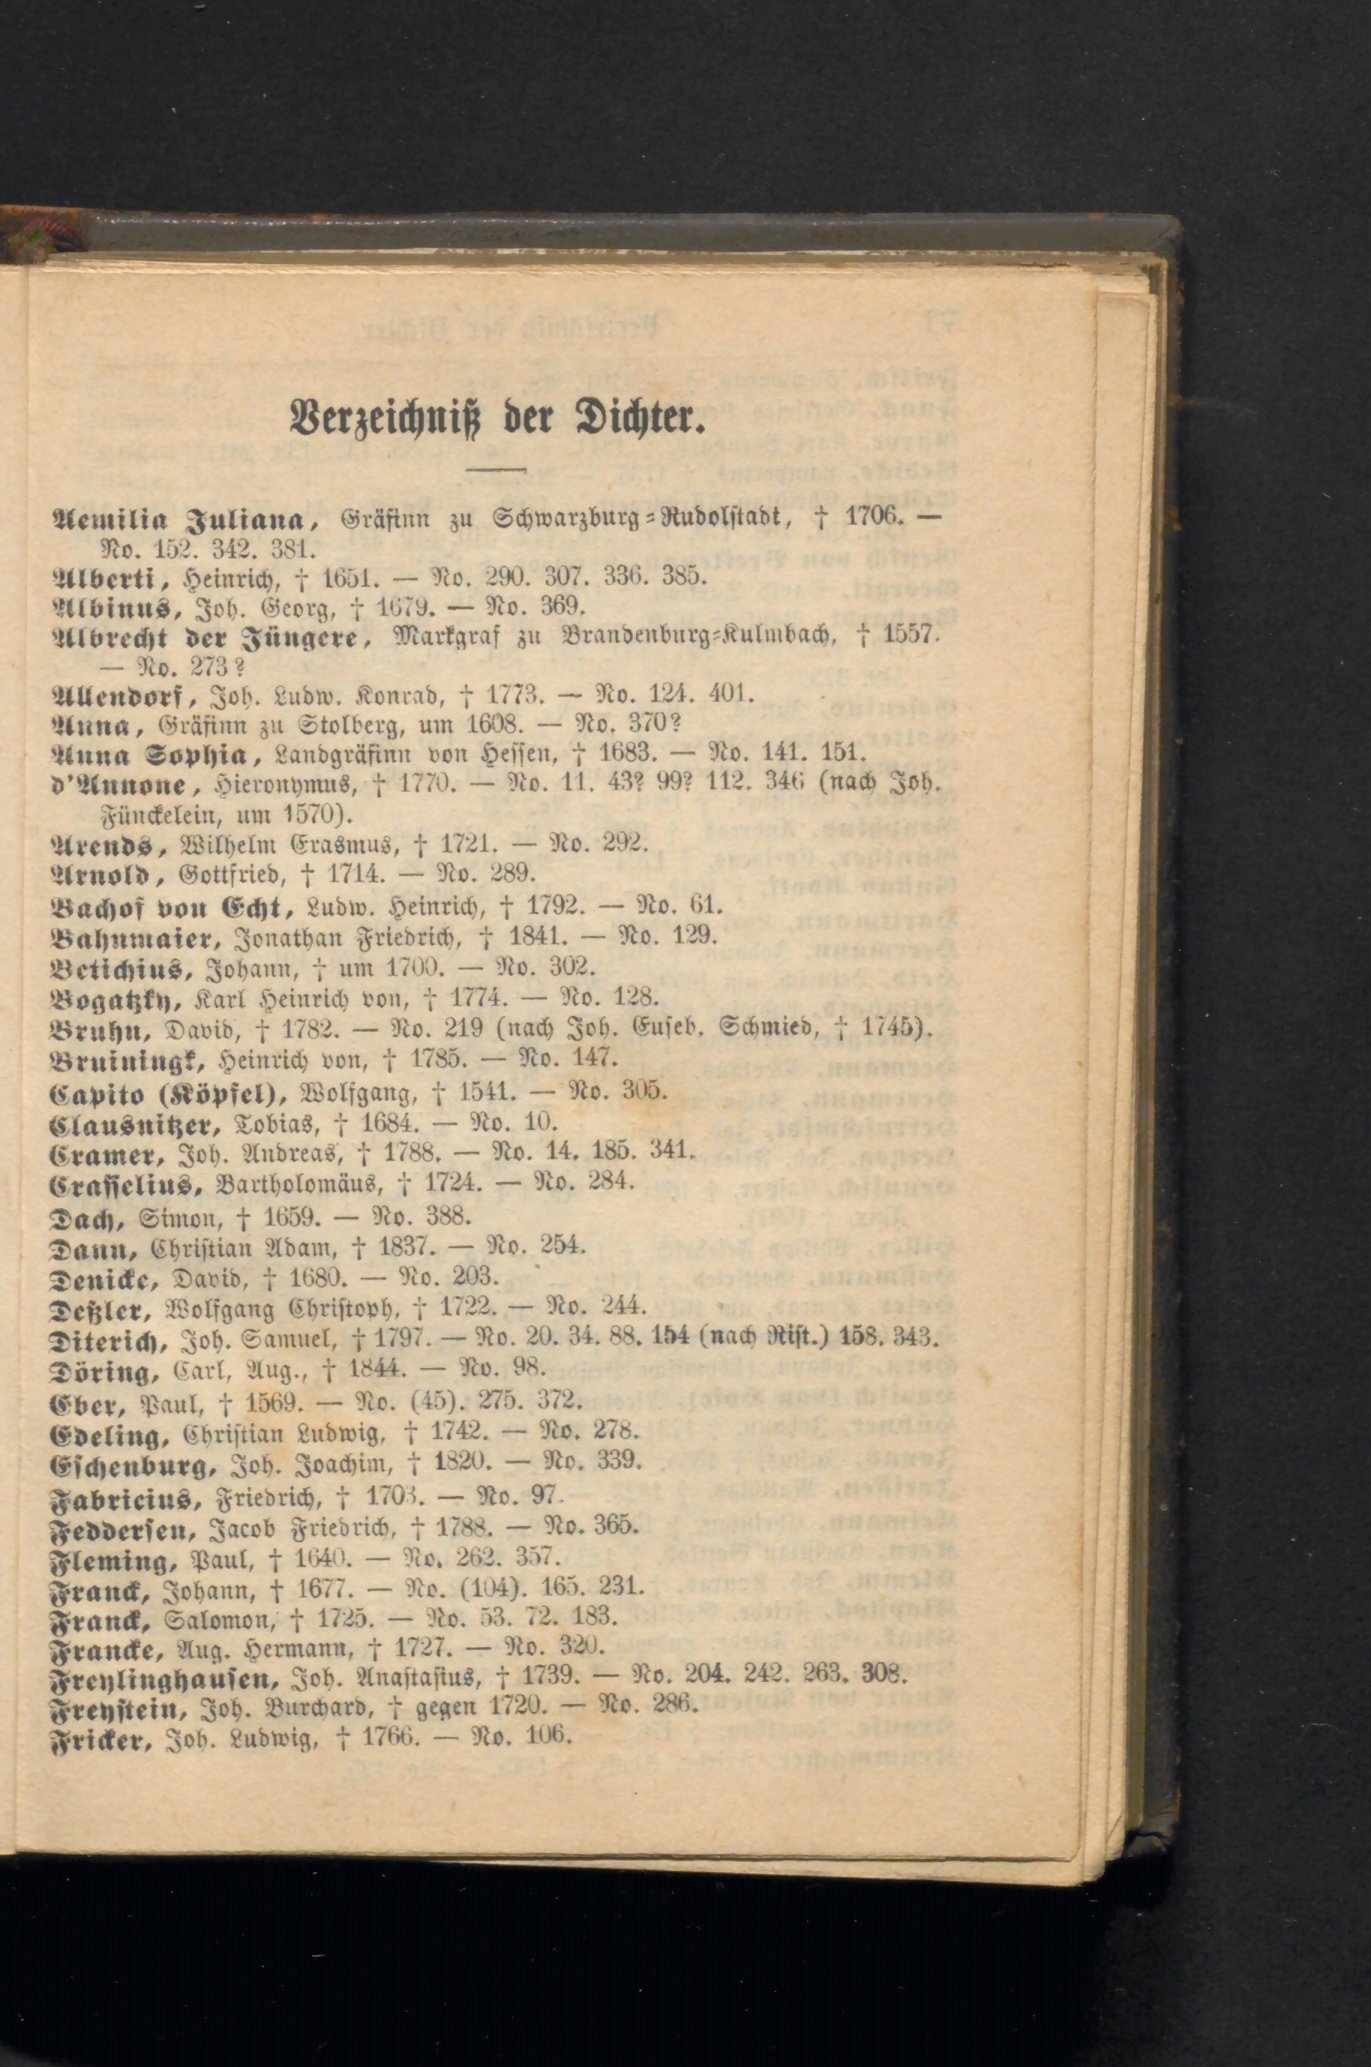 Verzeichniß der Dichter.
Aemilia Juliana, Gräfinn zu Schwarzburg-Rudolstadt, † 1706. —
No. 152. 342. 381.
Alberti, Heinrich, † 1651. — No. 290. 307. 336. 385.
Albinus, Joh. Georg, † 1679. — No. 369.
Albrecht der Jüngere, Markgraf zu Brandenburg-Kulmbach, † 1557.
— No. 273?
Allendorf, Joh. Ludw. Konrad, † 1773. — No. 124. 401.
Anna, Gräfinn zu Stolberg, um 1608. — No. 370?
Anna Sophia, Landgräfinn von Hessen, † 1683. — No. 141. 151.
d'Annone, Hieronymus, † 1770. — No. 11. 43? 99? 112. 346 (nach Joh.
Fünckelein, um 1570).
Arends, Wilhelm Erasmus, † 1721. — No. 292.
Arnold, Gottfried, † 1714. — No. 289.
Bachof von Echt, Ludw. Heinrich, † 1792. — No. 61.
Bahnmaier, Jonathan Friedrich, † 1841. — No. 129.
Betichius, Johann, † um 1700. — No. 302.
Bogatzky, Karl Heinrich von, † 1774. — No. 128.
Bruhn, David, † 1782. — No. 219 (nach Joh. Euseb. Schmied, † 1745).
Bruiningk, Heinrich von, † 1785. — No. 147.
Capito (Köpfel), Wolfgang, † 1541. — No. 305.
Clausnitzer, Tobias, † 1684. — No. 10.
Cramer, Joh. Andreas, † 1788. — No. 14. 185. 341.
Crasselius, Bartholomäus, † 1724. — No. 284.
Dach, Simon, † 1659. — No. 388.
Dann, Christian Adam, † 1837. — No. 254.
Denicke, David, † 1680. — No. 203.
Deßler, Wolfgang Christoph, † 1722. — No. 244.
Diterich, Joh. Samuel, † 1797. — No. 20. 34. 88. 154 (nach Rist.) 158. 343.
Döring, Carl, Aug., † 1844. — No. 98.
Eber, Paul, † 1569. — No. (45). 275. 372.
Edeling, Christian Ludwig, † 1742. — No. 278.
Eschenburg, Joh. Joachim, † 1820. — No. 339.
Fabricius, Friedrich, † 1703. — No. 97.
Feddersen, Jacob Friedrich, † 1788. — No. 365.
Fleming, Paul, † 1640. — No. 262. 357.
Franck, Johann, † 1677. — No. (104). 165. 231.
Franck, Salomon, † 1725. — No. 53. 72. 183.
Francke, Aug. Hermann, † 1727. — No. 320.
Freylinghausen, Joh. Anastasius, † 1739. — No. 204. 242. 263. 308.
Freystein, Joh. Burchard, † gegen 1720. — No. 286.
Fricker, Joh. Ludwig, † 1766. — No. 106.